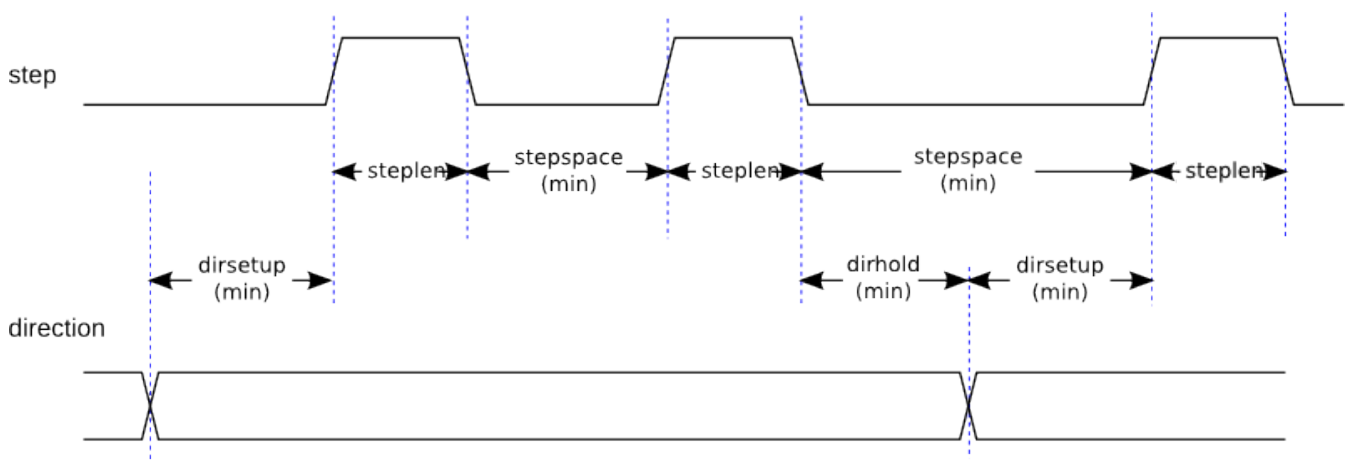 step
steplen
stepspace
(min)
steplen
stepspace
(min)
steplen
dirsetup
(min)
dirhold
(min)
dirsetup
(min)
direction